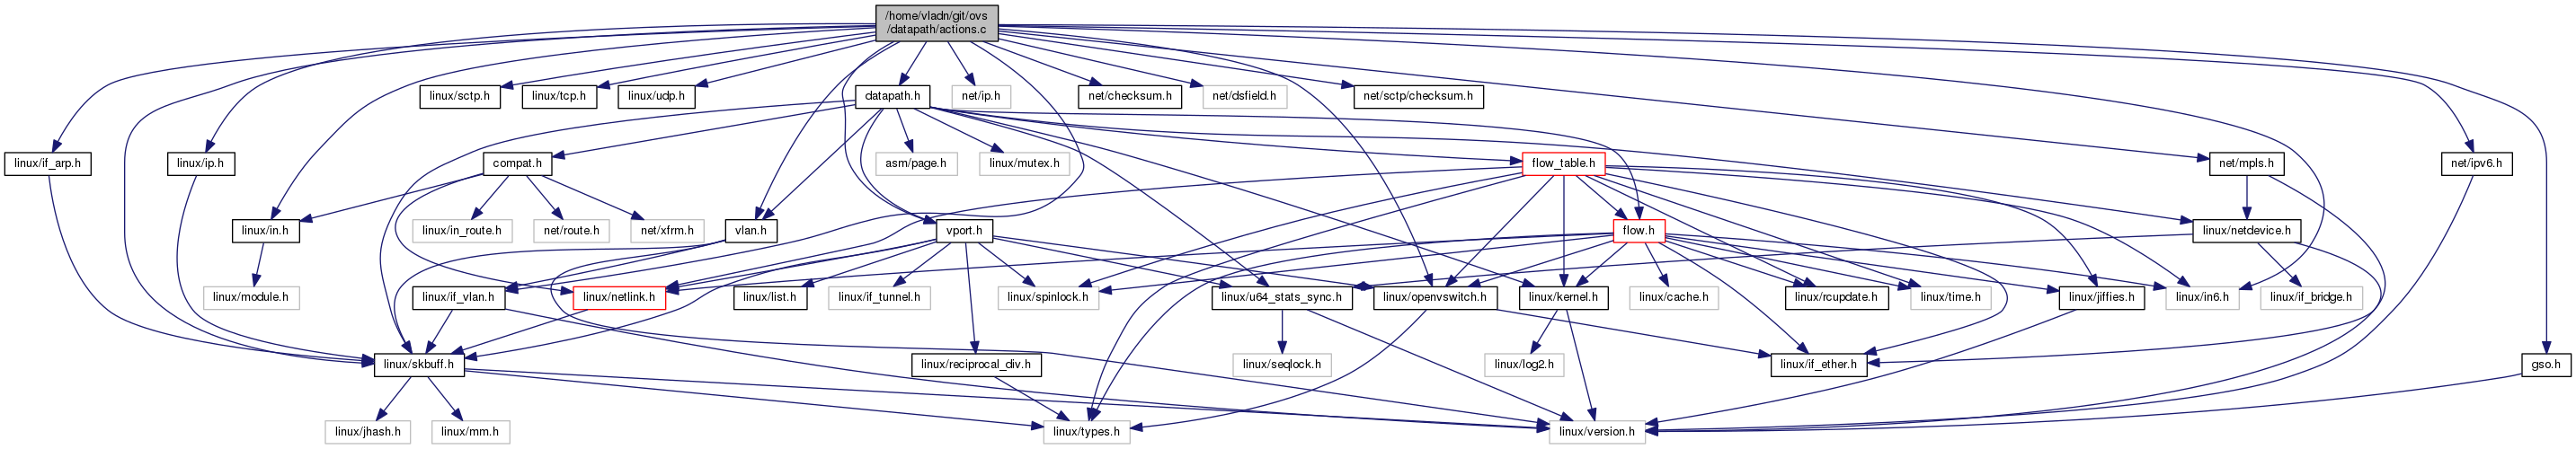 /home/vladn/git/ovs
/datapath/actions.c
linux/sctp.h
linux/tcp.h
linux/udp.h
datapath.h
net/ip.h
net/checksum.h
net/dsfield.h
net/sctp/checksum.h
linux/if_arp.h
linux/ip.h
compat.h
asm/page.h
linux/mutex.h
flow_table.h
net/mpls.h
net/ipv6.h
linux/in.h
linux/in_route.h
net/route.h
net/xfrm.h
vlan.h
vport.h
flow.h
linux/netdevice.h
linux/module.h
linux/if_vlan.h
linux/netlink.h
linux/list.h
linux/if_tunnel.h
linux/spinlock.h
linux/u64_stats_sync.h
linux/openvswitch.h
linux/kernel.h
linux/cache.h
linux/rcupdate.h
linux/time.h
linux/jiffies.h
linux/in6.h
linux/if_bridge.h
linux/skbuff.h
linux/reciprocal_div.h
linux/seqlock.h
linux/log2.h
linux/if_ether.h
gso.h
linux/jhash.h
linux/mm.h
linux/types.h
linux/version.h